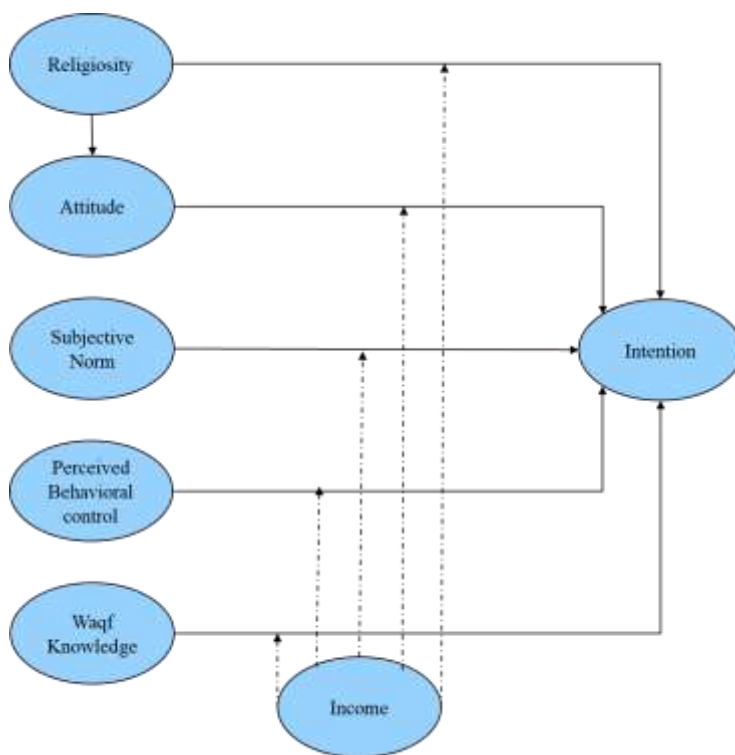 Religiosity
Attitude
Subjective
Norm
Intention
Perceived
Behavioral
control
Waqf
Knowledge
Income